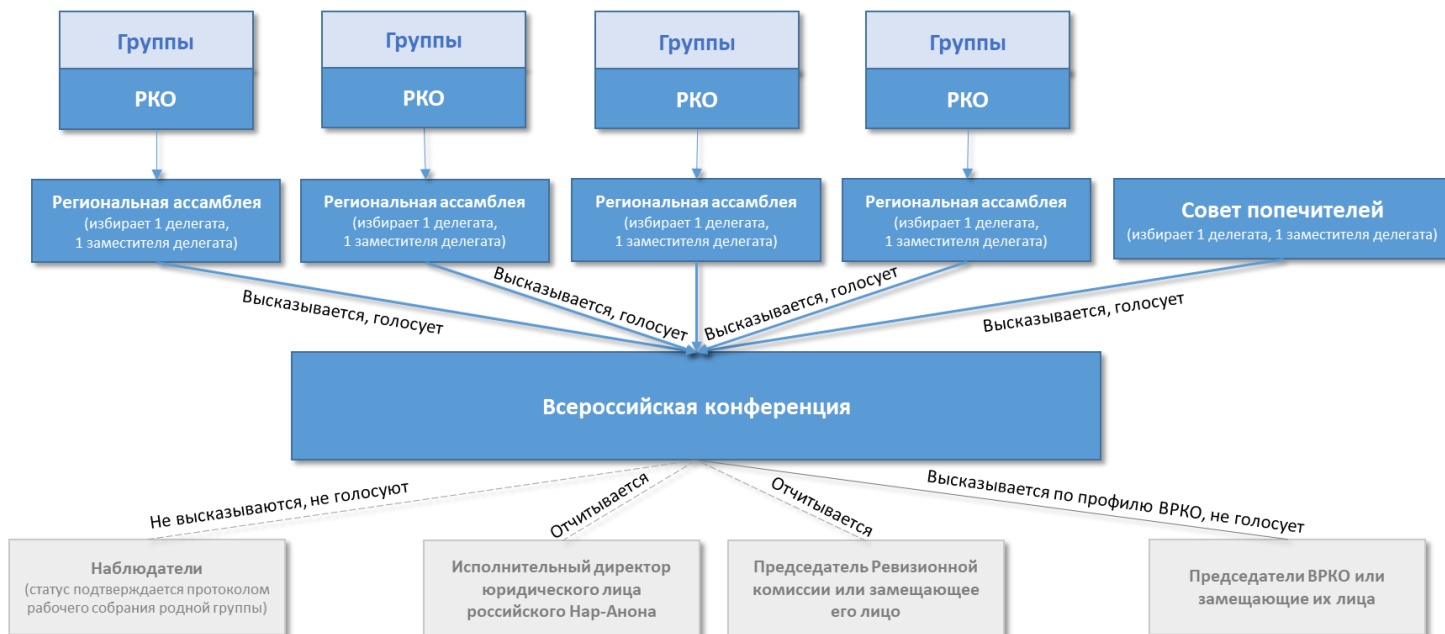 Группы
РКО
Группы
РКО
Группы
РКО
Группы
РКО
Региональная ассамблея
(избирает 1 делегата,
1 заместителя делегата)
Региональная ассамблея
(избирает 1 делегата,
1 заместителя делегата)
Региональная ассамблея
(избирает 1 делегата,
1 заместителя делегата)
Региональная ассамблея
(избирает 1 делегата,
1 заместителя делегата)
Совет попечителей
(избирает 1 делегата, 1 заместителя делегата)
Высказывается, голосует
Высказывается, голосует
Высказывается, голосует
Высказывается, голосует
Всероссийская конференция
Не высказываются, не голосуют
Отчитывается
Отчитывается
Высказывается по профилю ВРКО, не голосует
Наблюдатели
(статус подтверждается протоколом
рабочего собрания родной группы)
Исполнительный директор
юридического лица
российского Нар-Анона
Председатель Ревизионной
комиссии или замещающее
его лицо
Председатели ВРКО или
замещающие их лица